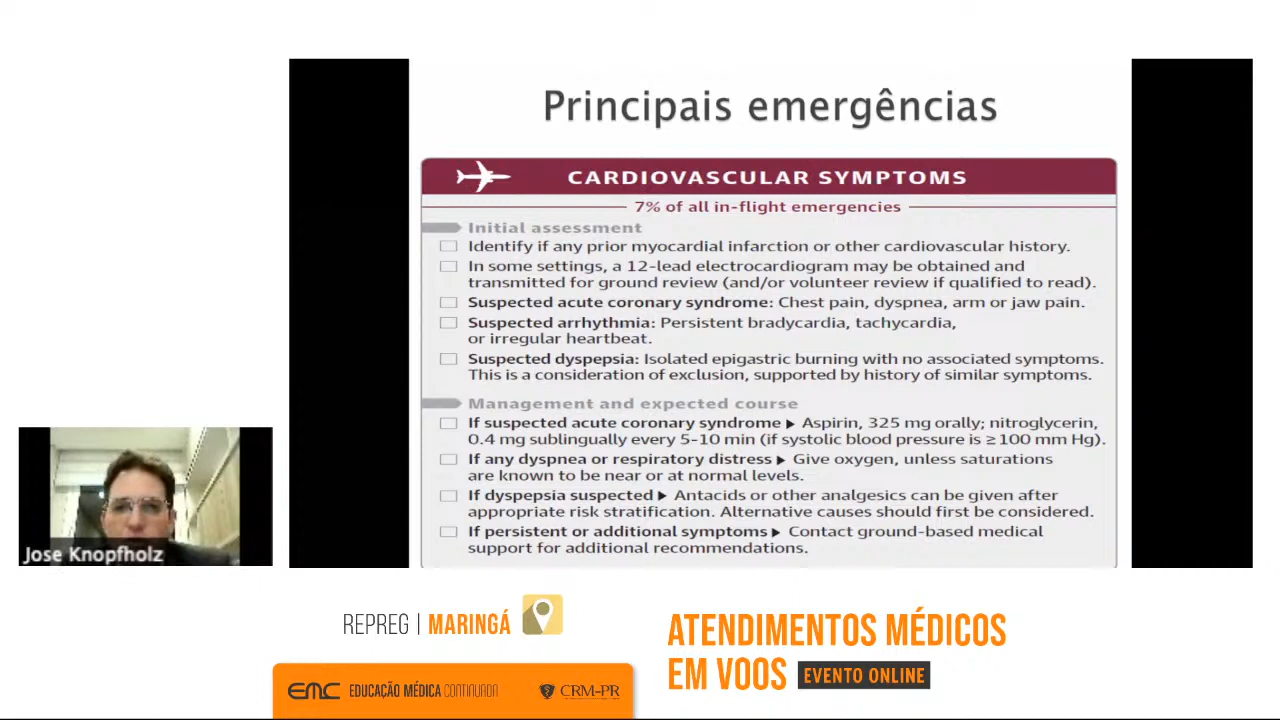 Principais emergências
CARDIOVASCULAR SYMPTOMS
7% of all in-flight emergencies
Initial assessment
Identify if any prior myocardial infarction or other cardiovascular history.
In some settings, a 12-lead electrocardiogram may be obtained and
transmitted for ground review (and/or volunteer review if qualified to read).
Suspected acute coronary syndrome: Chest pain, dyspnea, arm or jaw pain.
Suspected arrhythmia: Persistent bradycardia, tachycardia,
or irregular heartbeat.
Suspected dyspepsia: Isolated epigastric burning with no associated symptoms.
This is a consideration of exclusion, supported by history of similar symptoms.
Management and expected course
If suspected acute coronary syndrome ▶ Aspirin, 325 mg orally; nitroglycerin,
0.4 mg sublingually every 5-10 min (if systolic blood pressure is ≥100 mm Hg).
If any dyspnea or respiratory distress ▶ Give oxygen, unless saturations
are known to be near or at normal levels.
If dyspepsia suspected ▶ Antacids or other analgesics can be given after
appropriate risk stratification. Alternative causes should first be considered.
If persistent or additional symptoms ▶ Contact ground-based medical
support for additional recommendations.
Jose Knopfholz
REPREG | MARINGÁ
ATENDIMENTOS MÉDICOS
EM VOOS EVENTO ONLINE
EMC EDUCAÇÃO MÉDICA CONTINUADA CRM-PR